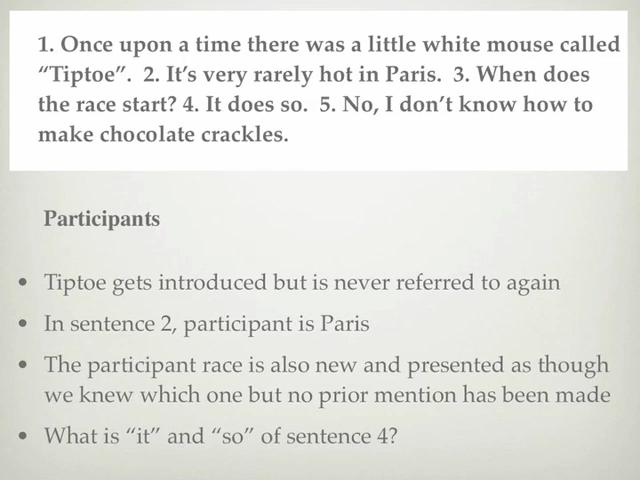 1. Once upon a time there was a little white mouse called
“Tiptoe”.  2. It’s very rarely hot in Paris.  3. When does
the race start? 4. It does so.  5. No, I don’t know how to
make chocolate crackles.
Participants
• Tiptoe gets introduced but is never referred to again
• In sentence 2, participant is Paris
• The participant race is also new and presented as though
we knew which one but no prior mention has been made
• What is “it” and “so” of sentence 4?